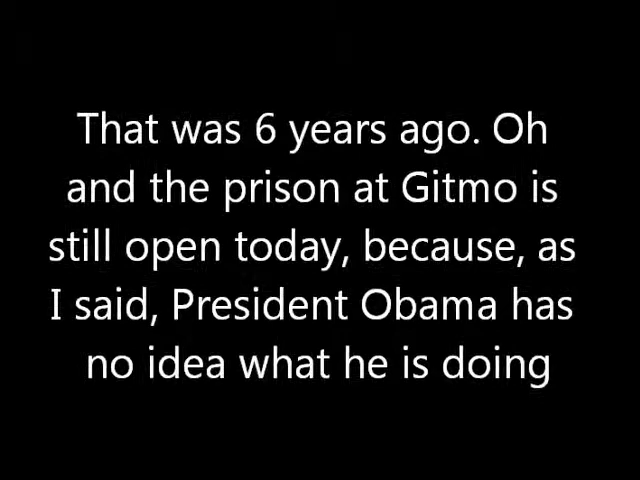 That was 6 years ago. Oh
and the prison at Gitmo is
still open today, because, as
I said, President Obama has
no idea what he is doing